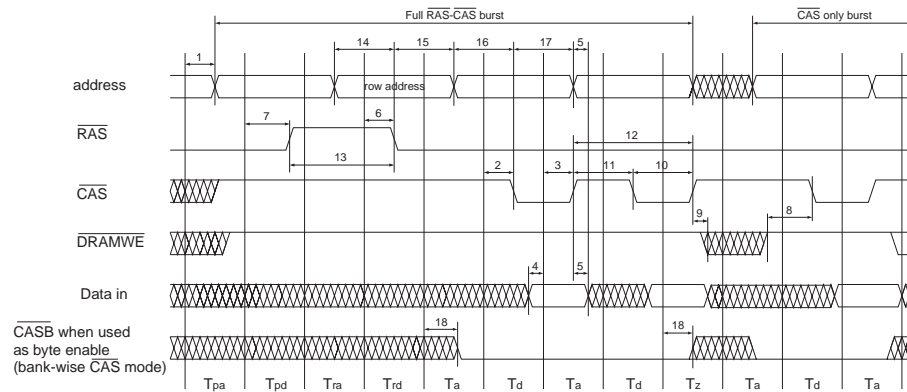 Full RAS-CAS burst
CAS only burst
1 14 15 16 17 5
address
row address
7 6 12
RAS
13 2 3 11 10
CAS
9 8
DRAMWE
4 5
Data in
18 18
CASB when used
as byte enable
(bank-wise CAS mode)
Tpa Tpd Tra Trd Ta Td Ta Td Tz Ta Td Ta